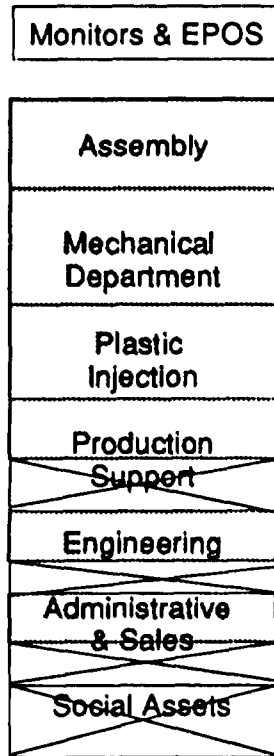 Monitors & EPOS
Assembly
Mechanical
Department
Plastic
Injection
Production
Support
Engineering
Administrative
& Sales
Social Assets